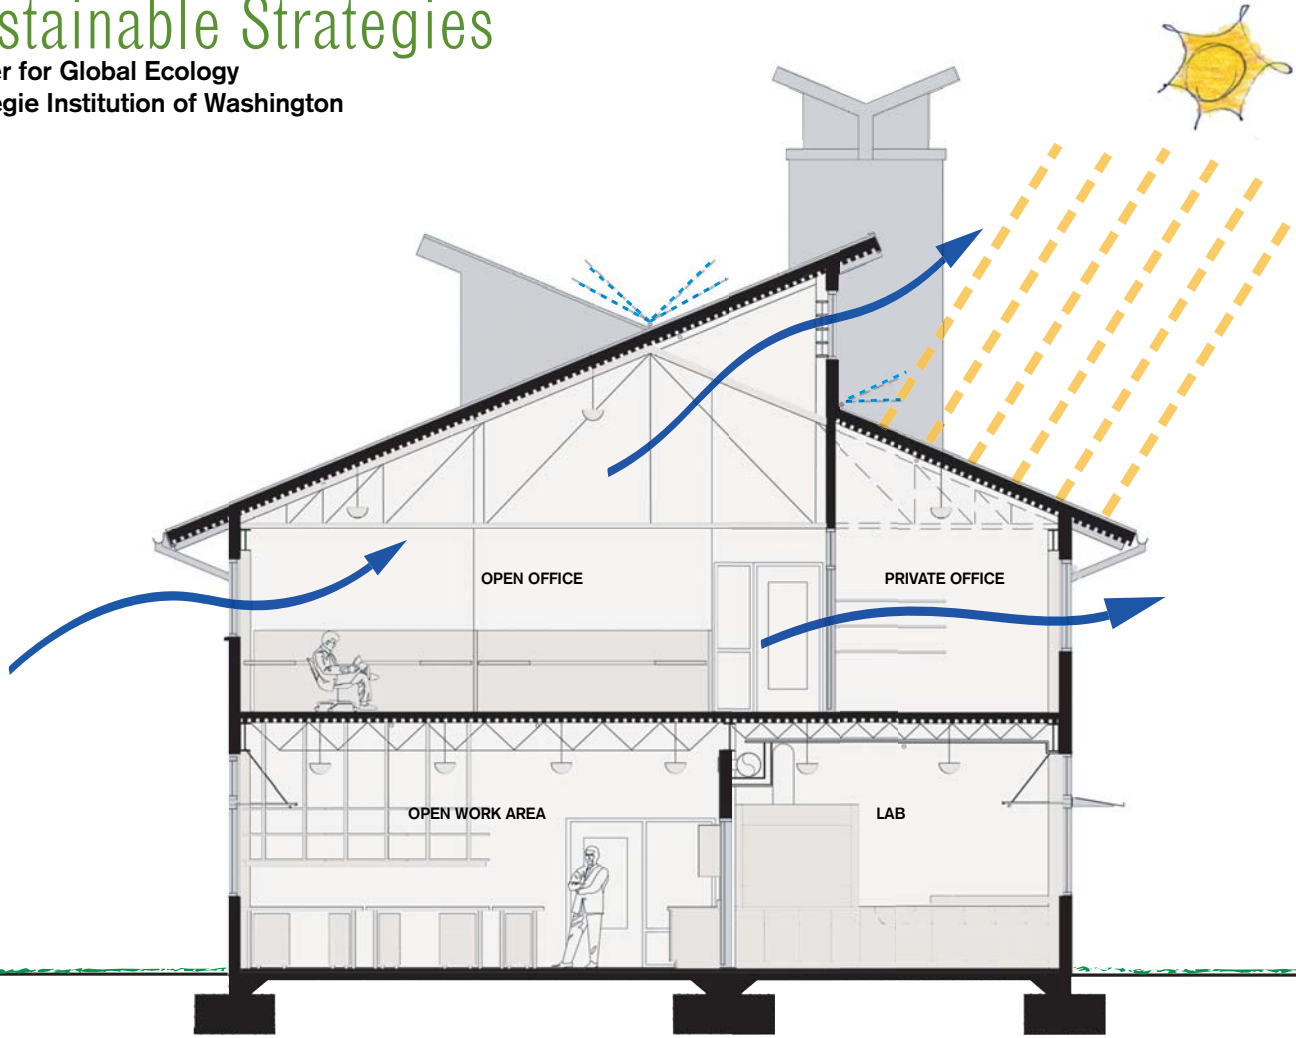 stainable Strategies
er for Global Ecology
egie Institution of Washington
OPEN OFFICE
PRIVATE OFFICE
OPEN WORK AREA
LAB